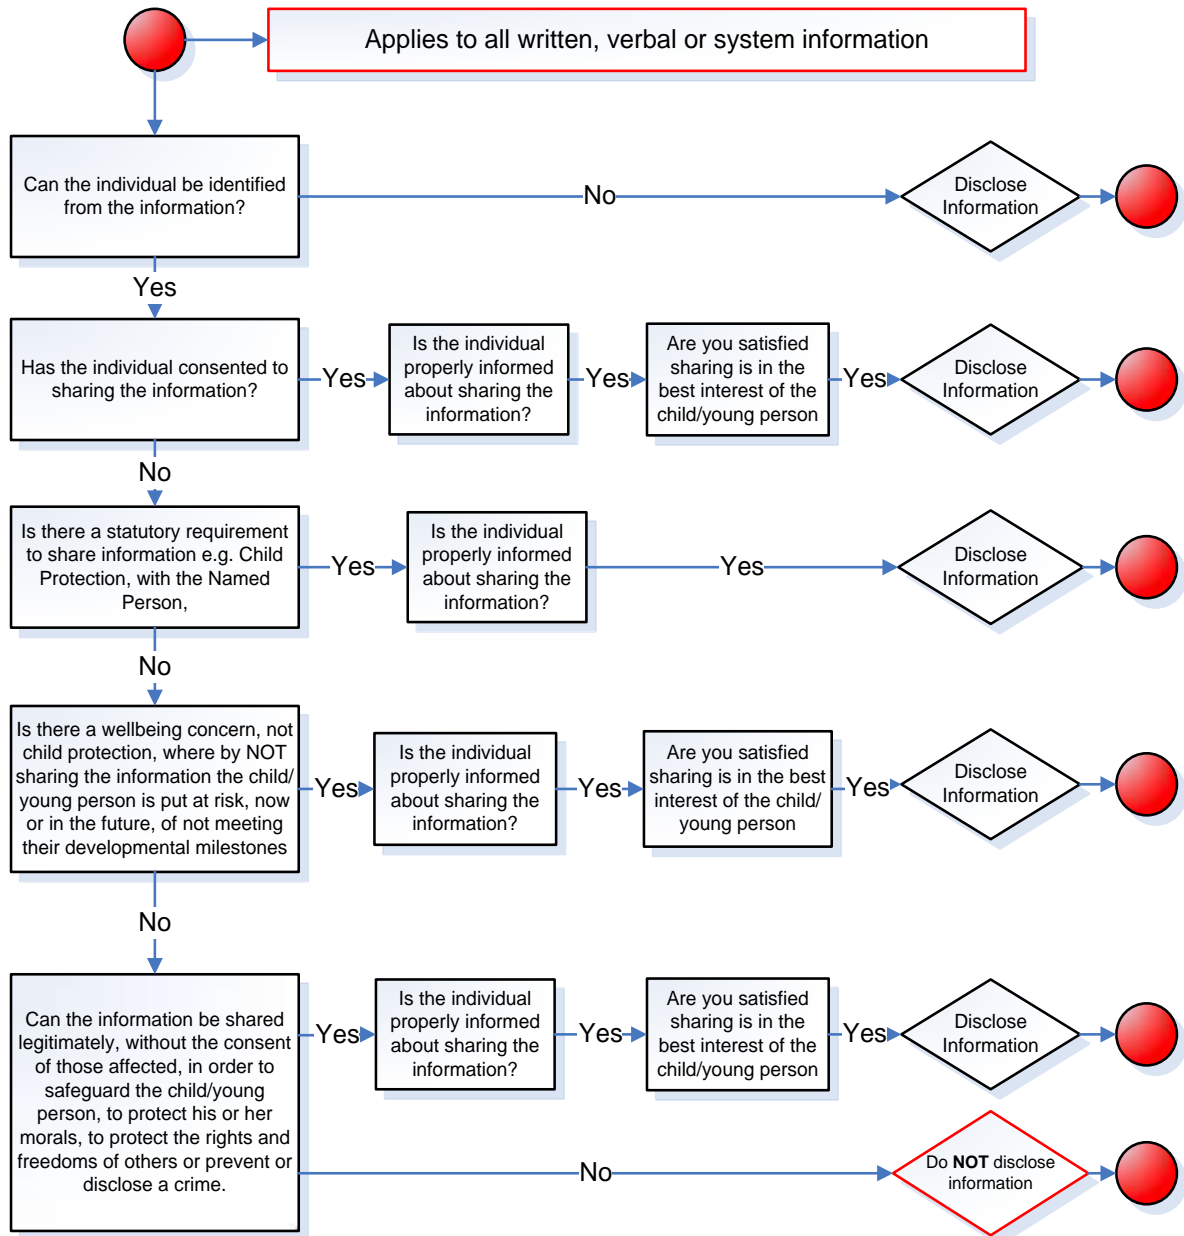 Applies to all written, verbal or system information
Can the individual be identified
from the information?
No
Disclose
Information
Yes
Has the individual consented to
sharing the information?
Yes
Is the individual
properly informed
about sharing the
information?
Yes
Are you satisfied
sharing is in the
best interest of the
child/young person
Yes
Disclose
Information
No
Is there a statutory requirement
to share information e.g. Child
Protection, with the Named
Person,
Yes
Is the individual
properly informed
about sharing the
information?
Yes
Disclose
Information
No
Is there a wellbeing concern, not
child protection, where by NOT
sharing the information the child/
young person is put at risk, now
or in the future, of not meeting
their developmental milestones
Yes
Is the individual
properly informed
about sharing the
information?
Yes
Are you satisfied
sharing is in the best
interest of the child/
young person
Yes
Disclose
Information
No
Can the information be shared
legitimately, without the consent
of those affected, in order to
safeguard the child/young
person, to protect his or her
morals, to protect the rights and
freedoms of others or prevent or
disclose a crime.
Yes
Is the individual
properly informed
about sharing the
information?
Yes
Are you satisfied
sharing is in the
best interest of the
child/young person
Yes
Disclose
Information
No
Do NOT disclose
information